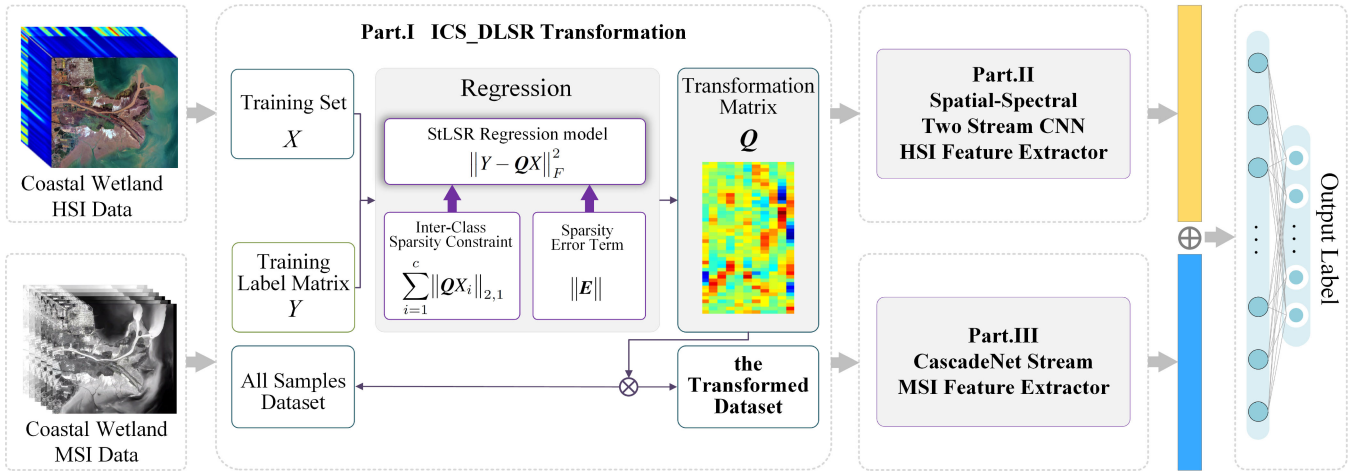 Coastal Wetland
HSI Data
Coastal Wetland
MSI Data
Part.I ICS_DLSR Transformation
Training Set
X
Training
Label Matrix
Y
All Samples
Dataset
Regression
StLSR Regression model
‖Y − QX‖²_F
Inter-Class
Sparsity Constraint
∑_{i=1}^{c} ‖QX_i‖_{2,1}
Sparsity
Error Term
‖E‖
Transformation
Matrix
Q
the
Transformed
Dataset
Part.II
Spatial-Spectral
Two Stream CNN
HSI Feature Extractor
Part.III
CascadeNet Stream
MSI Feature Extractor
Output Label